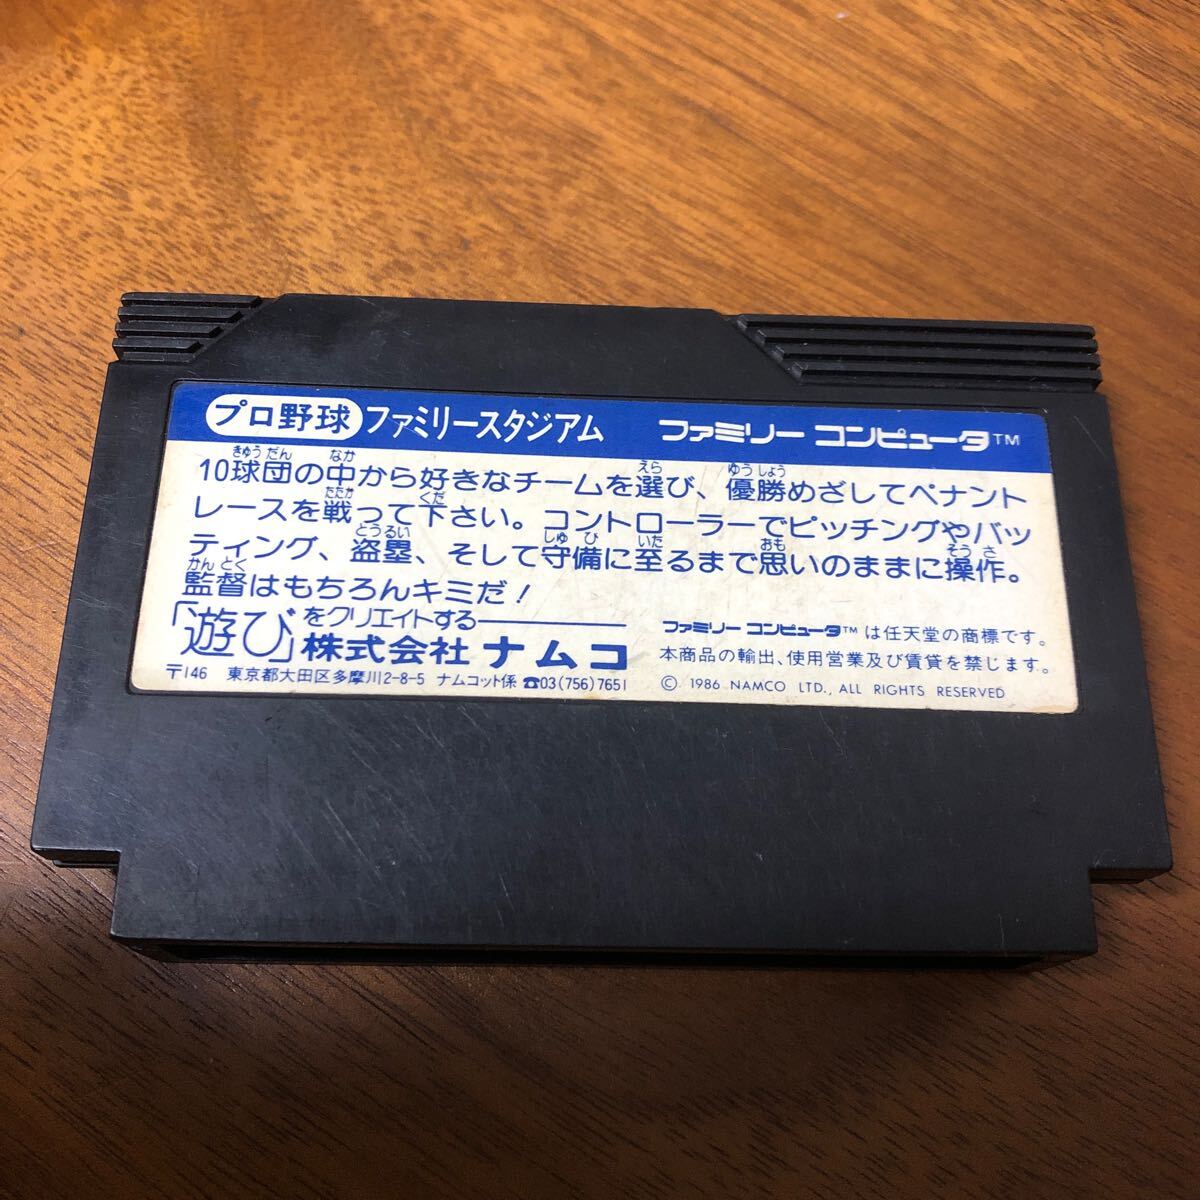 プロ野球 ファミリースタジアム ファミリー コンピュータ™
10球団の中から好きなチームを選び、優勝めざしてペナント
レースを戦って下さい。コントローラーでピッチングやバッ
ティング、盗塁、そして守備に至るまで思いのままに操作。
監督はもちろんキミだ！
「遊び」をクリエイトする
株式会社 ナムコ
〒146 東京都大田区多摩川2-8-5 ナムコット係 ☎03(756)7651
ファミリー コンピュータ™ は任天堂の商標です。
本商品の輸出、使用営業及び賃貸を禁じます。
© 1986 NAMCO LTD., ALL RIGHTS RESERVED